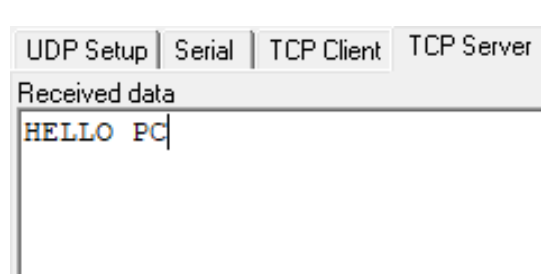 UDP Setup Serial TCP Client TCP Server
Received data
HELLO PC